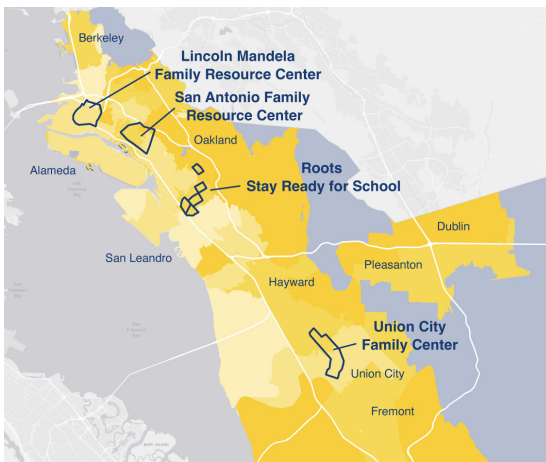 Berkeley
Lincoln Mandela
Family Resource Center
San Antonio Family
Resource Center
Oakland
Alameda
Roots
Stay Ready for School
San Leandro
Dublin
Pleasanton
Hayward
Union City
Family Center
Union City
Fremont